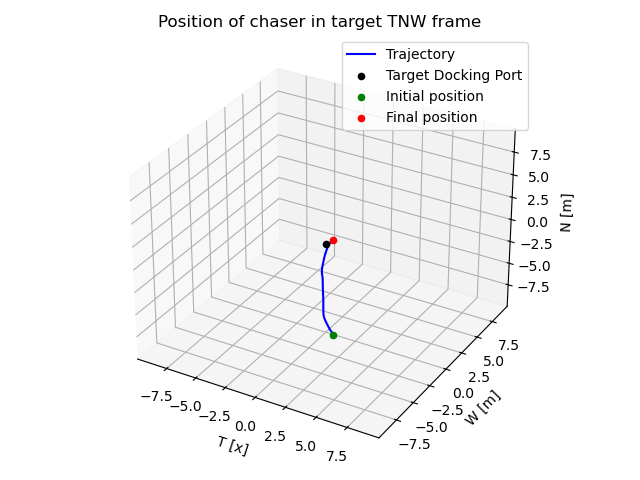 Position of chaser in target TNW frame
Trajectory
Target Docking Port
Initial position
Final position
7.5
5.0
2.5
0.0
−2.5
−5.0
−7.5
N [m]
7.5
5.0
2.5
0.0
−2.5
−5.0
−7.5
W [m]
−7.5
−5.0
−2.5
0.0
2.5
5.0
7.5
T [x]